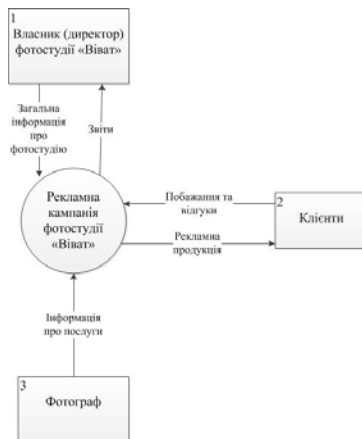 1
Власник (директор)
фотостудії «Віват»
Загальна
інформація
про
фотостудію
Звіти
Рекламна
кампанія
фотостудії
«Віват»
Побажання та
відгуки
Рекламна
продукція
2
Клієнти
Інформація
про послуги
3
Фотограф